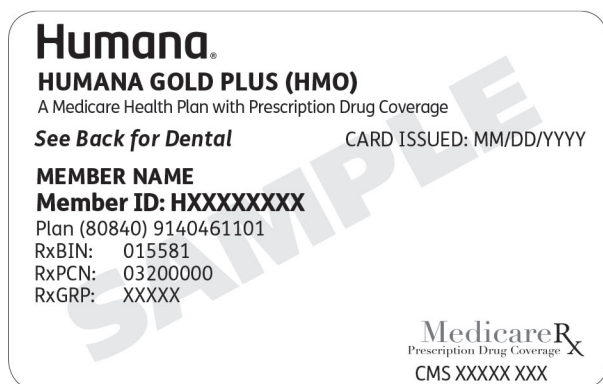 Humana®
HUMANA GOLD PLUS (HMO)
A Medicare Health Plan with Prescription Drug Coverage
See Back for Dental CARD ISSUED: MM/DD/YYYY
MEMBER NAME
Member ID: HXXXXXXXX
Plan (80840) 9140461101
RxBIN: 015581
RxPCN: 03200000
RxGRP: XXXXX
SAMPLE
MedicareRx
Prescription Drug Coverage
CMS XXXXX XXX